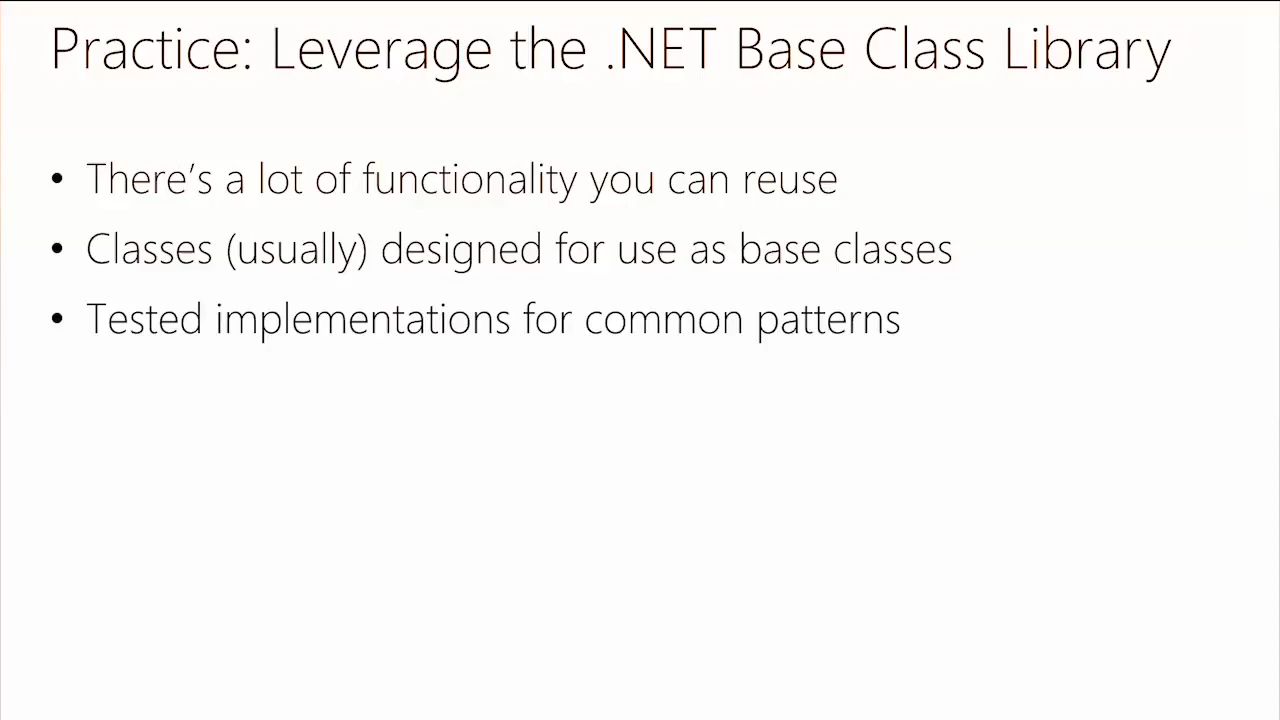 Practice: Leverage the .NET Base Class Library
• There’s a lot of functionality you can reuse
• Classes (usually) designed for use as base classes
• Tested implementations for common patterns